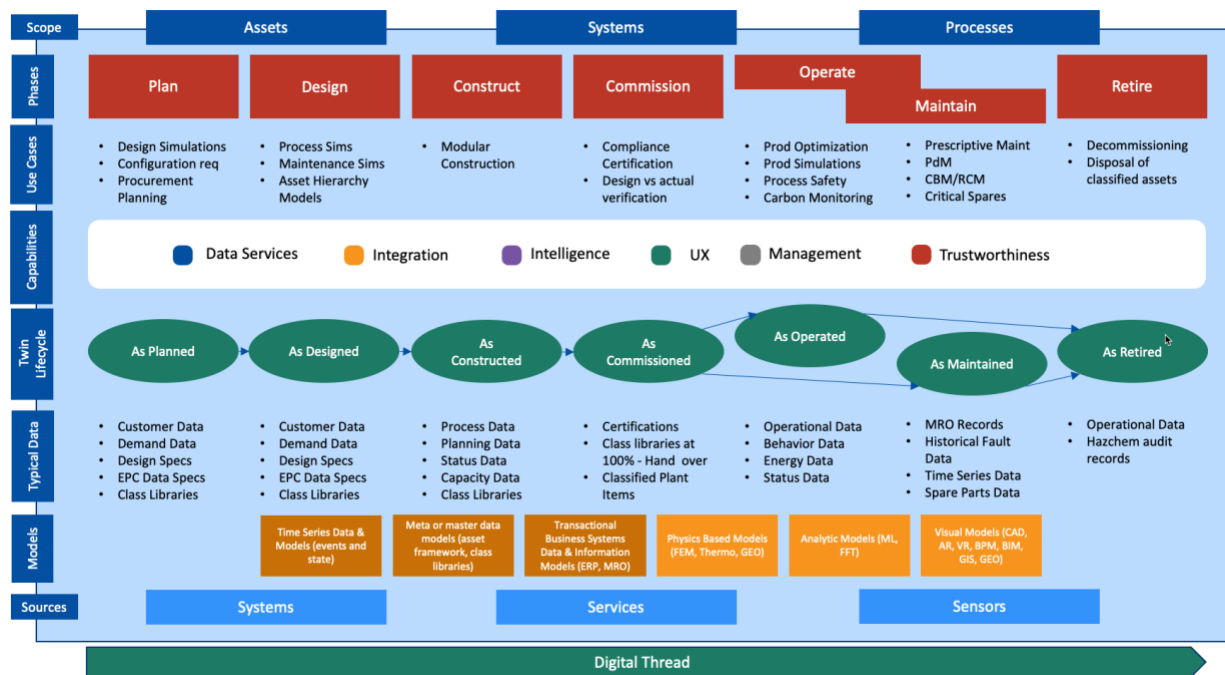 Scope
Assets
Systems
Processes
Phases
Plan
Design
Construct
Commission
Operate
Maintain
Retire
Use Cases
• Design Simulations
• Configuration req
• Procurement
Planning
• Process Sims
• Maintenance Sims
• Asset Hierarchy
Models
• Modular
Construction
• Compliance
Certification
• Design vs actual
verification
• Prod Optimization
• Prod Simulations
• Process Safety
• Carbon Monitoring
• Prescriptive Maint
• PdM
• CBM/RCM
• Critical Spares
• Decommissioning
• Disposal of
classified assets
Capabilities
Data Services
Integration
Intelligence
UX
Management
Trustworthiness
Twin
Lifecycle
As Planned
As Designed
As
Constructed
As
Commissioned
As Operated
As Maintained
As Retired
Typical Data
• Customer Data
• Demand Data
• Design Specs
• EPC Data Specs
• Class Libraries
• Customer Data
• Demand Data
• Design Specs
• EPC Data Specs
• Class Libraries
• Process Data
• Planning Data
• Status Data
• Capacity Data
• Class Libraries
• Certifications
• Class libraries at
100% - Hand over
• Classified Plant
Items
• Operational Data
• Behavior Data
• Energy Data
• Status Data
• MRO Records
• Historical Fault
Data
• Time Series Data
• Spare Parts Data
• Operational Data
• Hazchem audit
records
Models
Time Series Data &
Models (events and
state)
Meta or master data
models (asset
framework, class
libraries)
Transactional
Business Systems
Data & Information
Models (ERP, MRO)
Physics Based Models
(FEM, Thermo, GEO)
Analytic Models (ML,
FFT)
Visual Models (CAD,
AR, VR, BPM, BIM,
GIS, GEO)
Sources
Systems
Services
Sensors
Digital Thread